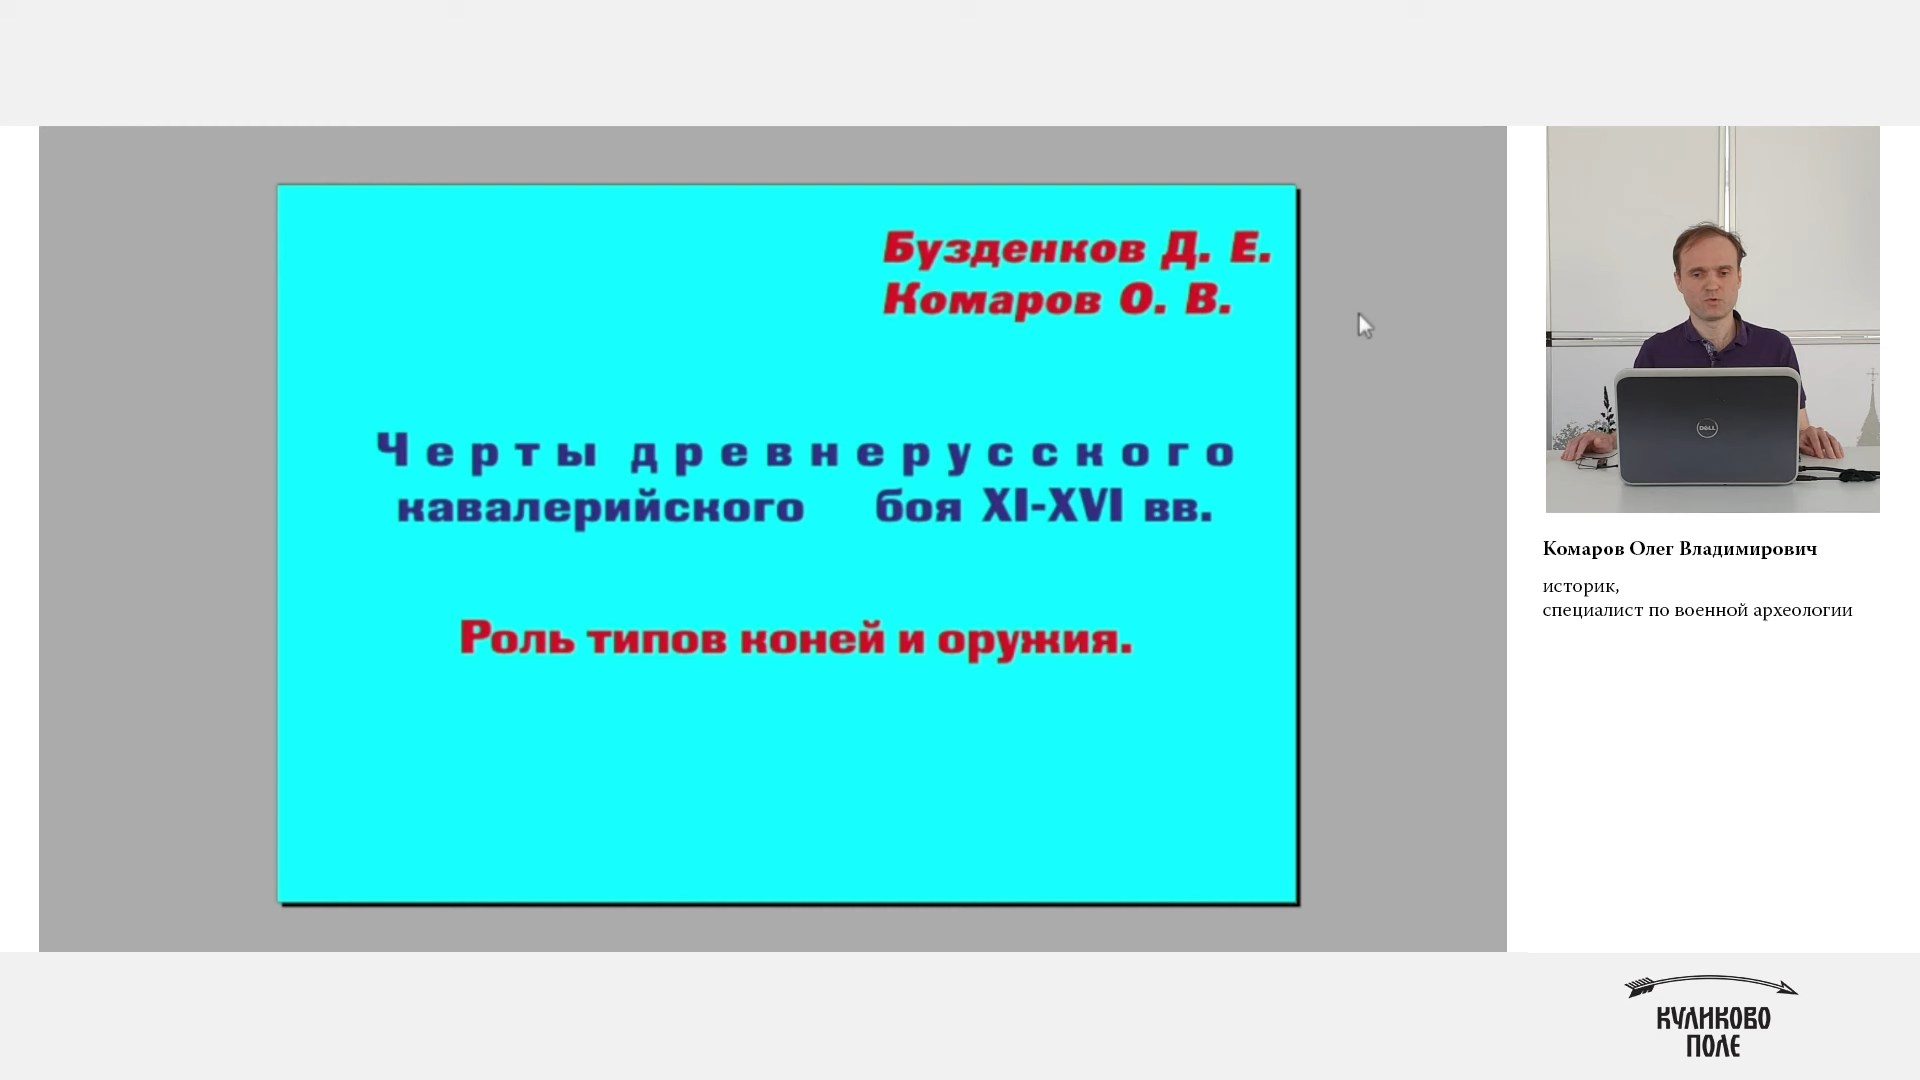 Бузденков Д. Е.
Комаров О. В.
Черты древнерусского
кавалерийского боя XI-XVI вв.
Роль типов коней и оружия.
DELL
Комаров Олег Владимирович
историк,
специалист по военной археологии
КУЛИКОВО
ПОЛЕ